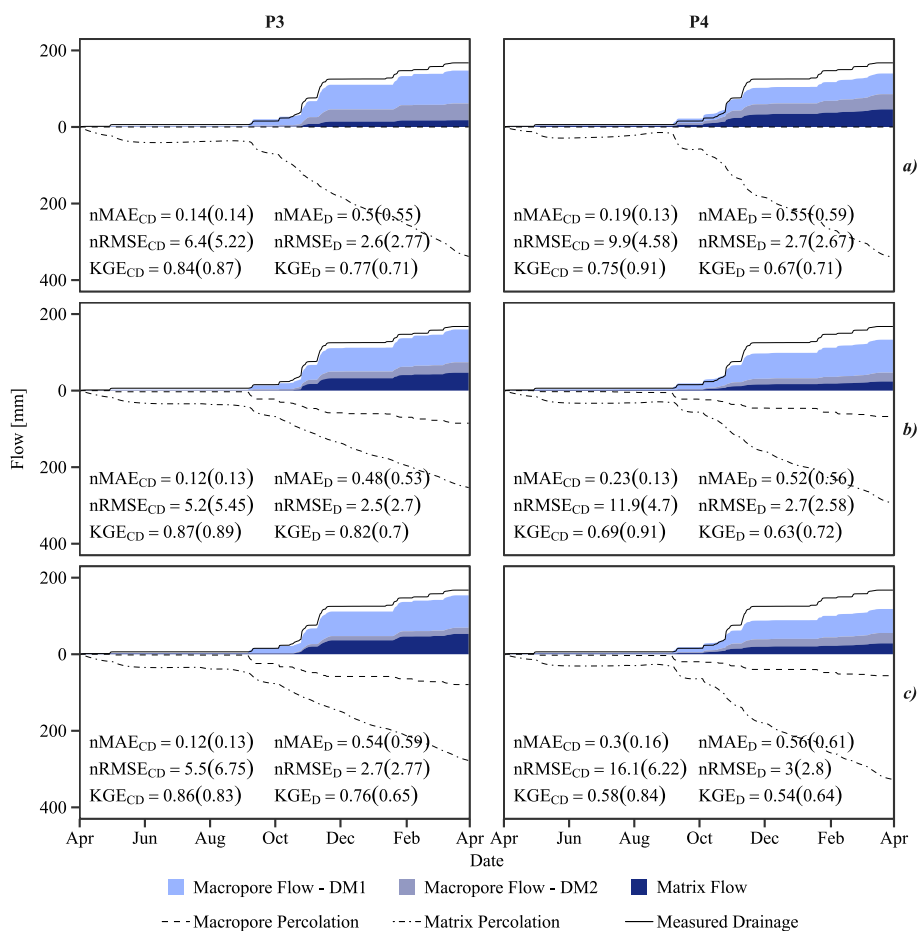 P3 P4
200
0
200
400
nMAE_CD = 0.14(0.14) nMAE_D = 0.5(0.55)
nRMSE_CD = 6.4(5.22) nRMSE_D = 2.6(2.77)
KGE_CD = 0.84(0.87) KGE_D = 0.77(0.71)
nMAE_CD = 0.19(0.13) nMAE_D = 0.55(0.59)
nRMSE_CD = 9.9(4.58) nRMSE_D = 2.7(2.67)
KGE_CD = 0.75(0.91) KGE_D = 0.67(0.71)
a)
Flow [mm]
200
0
200
400
nMAE_CD = 0.12(0.13) nMAE_D = 0.48(0.53)
nRMSE_CD = 5.2(5.45) nRMSE_D = 2.5(2.7)
KGE_CD = 0.87(0.89) KGE_D = 0.82(0.7)
nMAE_CD = 0.23(0.13) nMAE_D = 0.52(0.56)
nRMSE_CD = 11.9(4.7) nRMSE_D = 2.7(2.58)
KGE_CD = 0.69(0.91) KGE_D = 0.63(0.72)
b)
200
0
200
400
nMAE_CD = 0.12(0.13) nMAE_D = 0.54(0.59)
nRMSE_CD = 5.5(6.75) nRMSE_D = 2.7(2.77)
KGE_CD = 0.86(0.83) KGE_D = 0.76(0.65)
nMAE_CD = 0.3(0.16) nMAE_D = 0.56(0.61)
nRMSE_CD = 16.1(6.22) nRMSE_D = 3(2.8)
KGE_CD = 0.58(0.84) KGE_D = 0.54(0.64)
c)
Apr Jun Aug Oct Dec Feb Apr Apr Jun Aug Oct Dec Feb Apr
Date
Macropore Flow - DM1 Macropore Flow - DM2 Matrix Flow
Macropore Percolation Matrix Percolation Measured Drainage